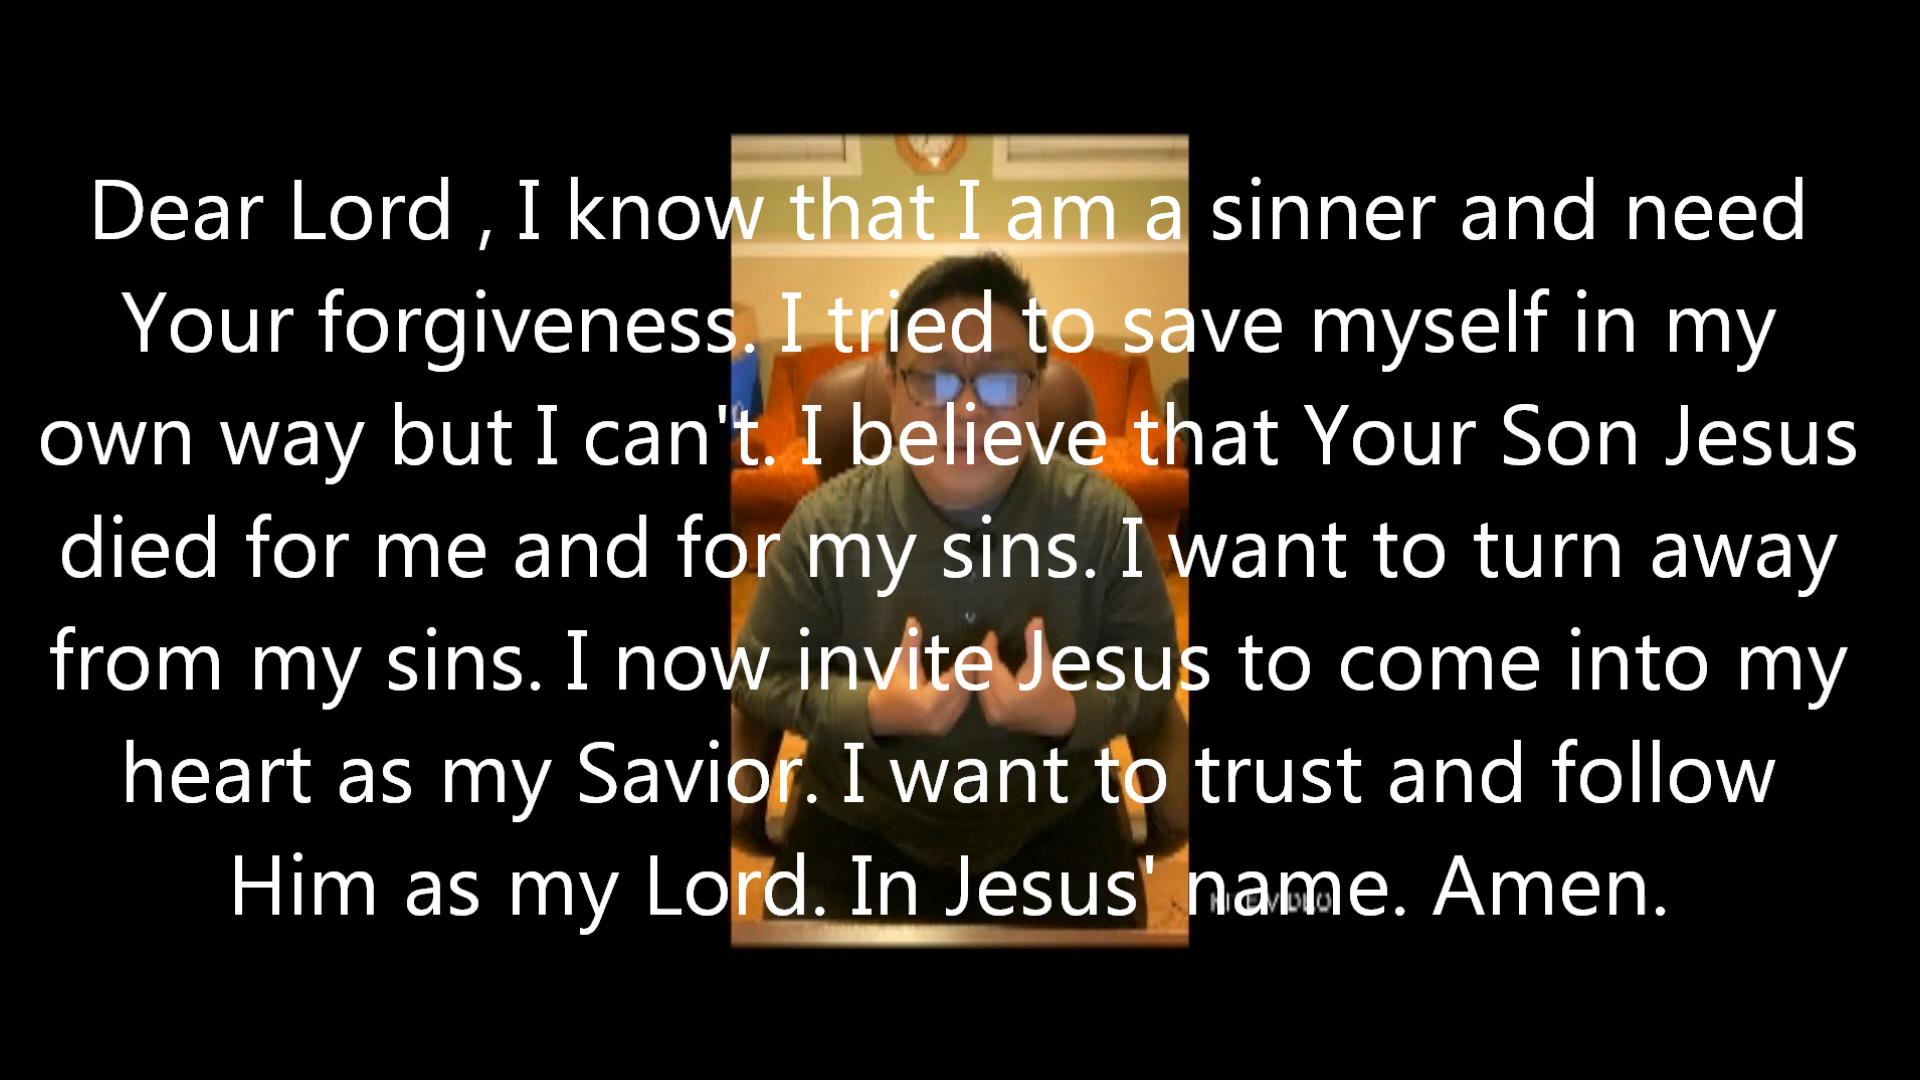 Dear Lord , I know that I am a sinner and need
Your forgiveness. I tried to save myself in my
own way but I can't. I believe that Your Son Jesus
died for me and for my sins. I want to turn away
from my sins. I now invite Jesus to come into my
heart as my Savior. I want to trust and follow
Him as my Lord. In Jesus' name. Amen.